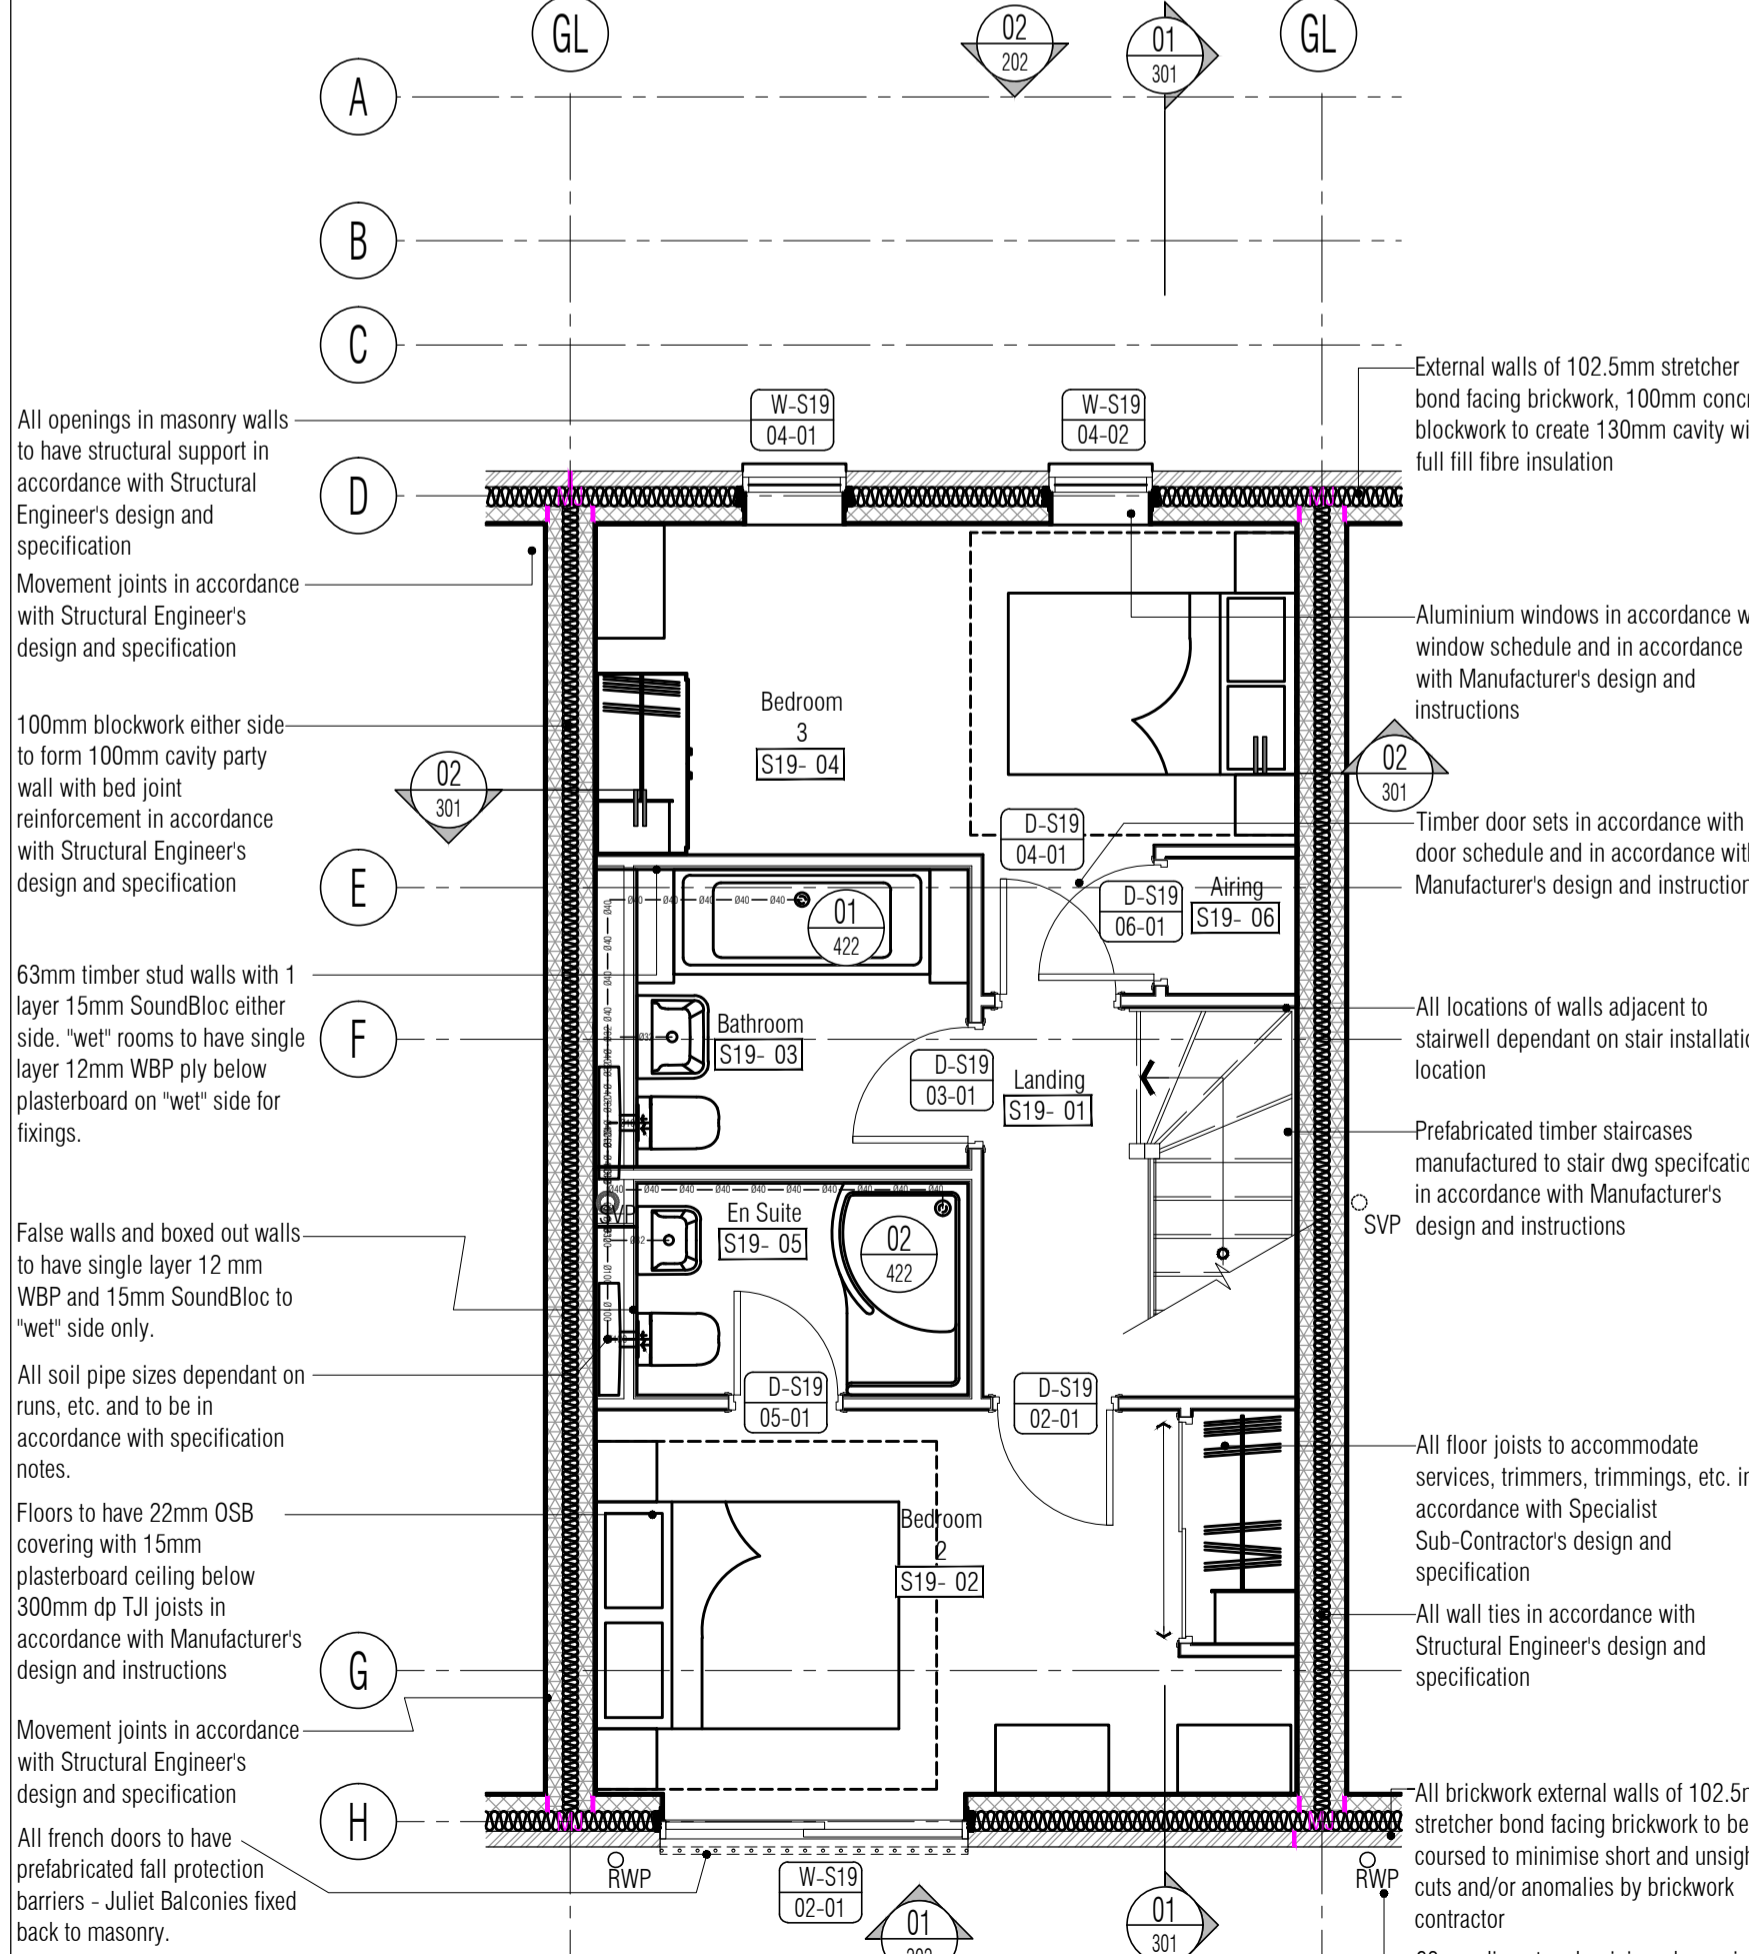 GL
02
202
01
301
GL
A
B
C
D
E
F
G
H
All openings in masonry walls
to have structural support in
accordance with Structural
Engineer's design and
specification
Movement joints in accordance
with Structural Engineer's
design and specification
100mm blockwork either side
to form 100mm cavity party
wall with bed joint
reinforcement in accordance
with Structural Engineer's
design and specification
63mm timber stud walls with 1
layer 15mm SoundBloc either
side. "wet" rooms to have single
layer 12mm WBP ply below
plasterboard on "wet" side for
fixings.
False walls and boxed out walls
to have single layer 12 mm
WBP and 15mm SoundBloc to
"wet" side only.
All soil pipe sizes dependant on
runs, etc. and to be in
accordance with specification
notes.
Floors to have 22mm OSB
covering with 15mm
plasterboard ceiling below
300mm dp TJI joists in
accordance with Manufacturer's
design and instructions
Movement joints in accordance
with Structural Engineer's
design and specification
All french doors to have
prefabricated fall protection
barriers - Juliet Balconies fixed
back to masonry.
W-S19
04-01
W-S19
04-02
Bedroom
3
S19- 04
02
301
02
301
D-S19
04-01
D-S19
06-01
Airing
S19- 06
Ø40 Ø40 Ø40 Ø40 Ø40
01
422
Bathroom
S19- 03
D-S19
03-01
Landing
S19- 01
Ø40 Ø40 Ø40 Ø40 Ø40 Ø40 Ø40 Ø40 Ø40 Ø40
SVP
En Suite
S19- 05
02
422
SVP
D-S19
05-01
D-S19
02-01
Bedroom
2
S19- 02
RWP
W-S19
02-01
01
01
301
RWP
External walls of 102.5mm stretcher
bond facing brickwork, 100mm
blockwork to create 130mm cavity
full fill fibre insulation
Aluminium windows in accordance
window schedule and in accordance
with Manufacturer's design and
instructions
Timber door sets in accordance with
door schedule and in accordance
Manufacturer's design and
All locations of walls adjacent to
stairwell dependant on stair
location
Prefabricated timber staircases
manufactured to stair dwg
in accordance with Manufacturer's
design and instructions
All floor joists to accommodate
services, trimmers, trimmings, etc.
accordance with Specialist
Sub-Contractor's design and
specification
All wall ties in accordance with
Structural Engineer's design and
specification
All brickwork external walls of
stretcher bond facing brickwork to be
coursed to minimise short and
cuts and/or anomalies by brickwork
contractor